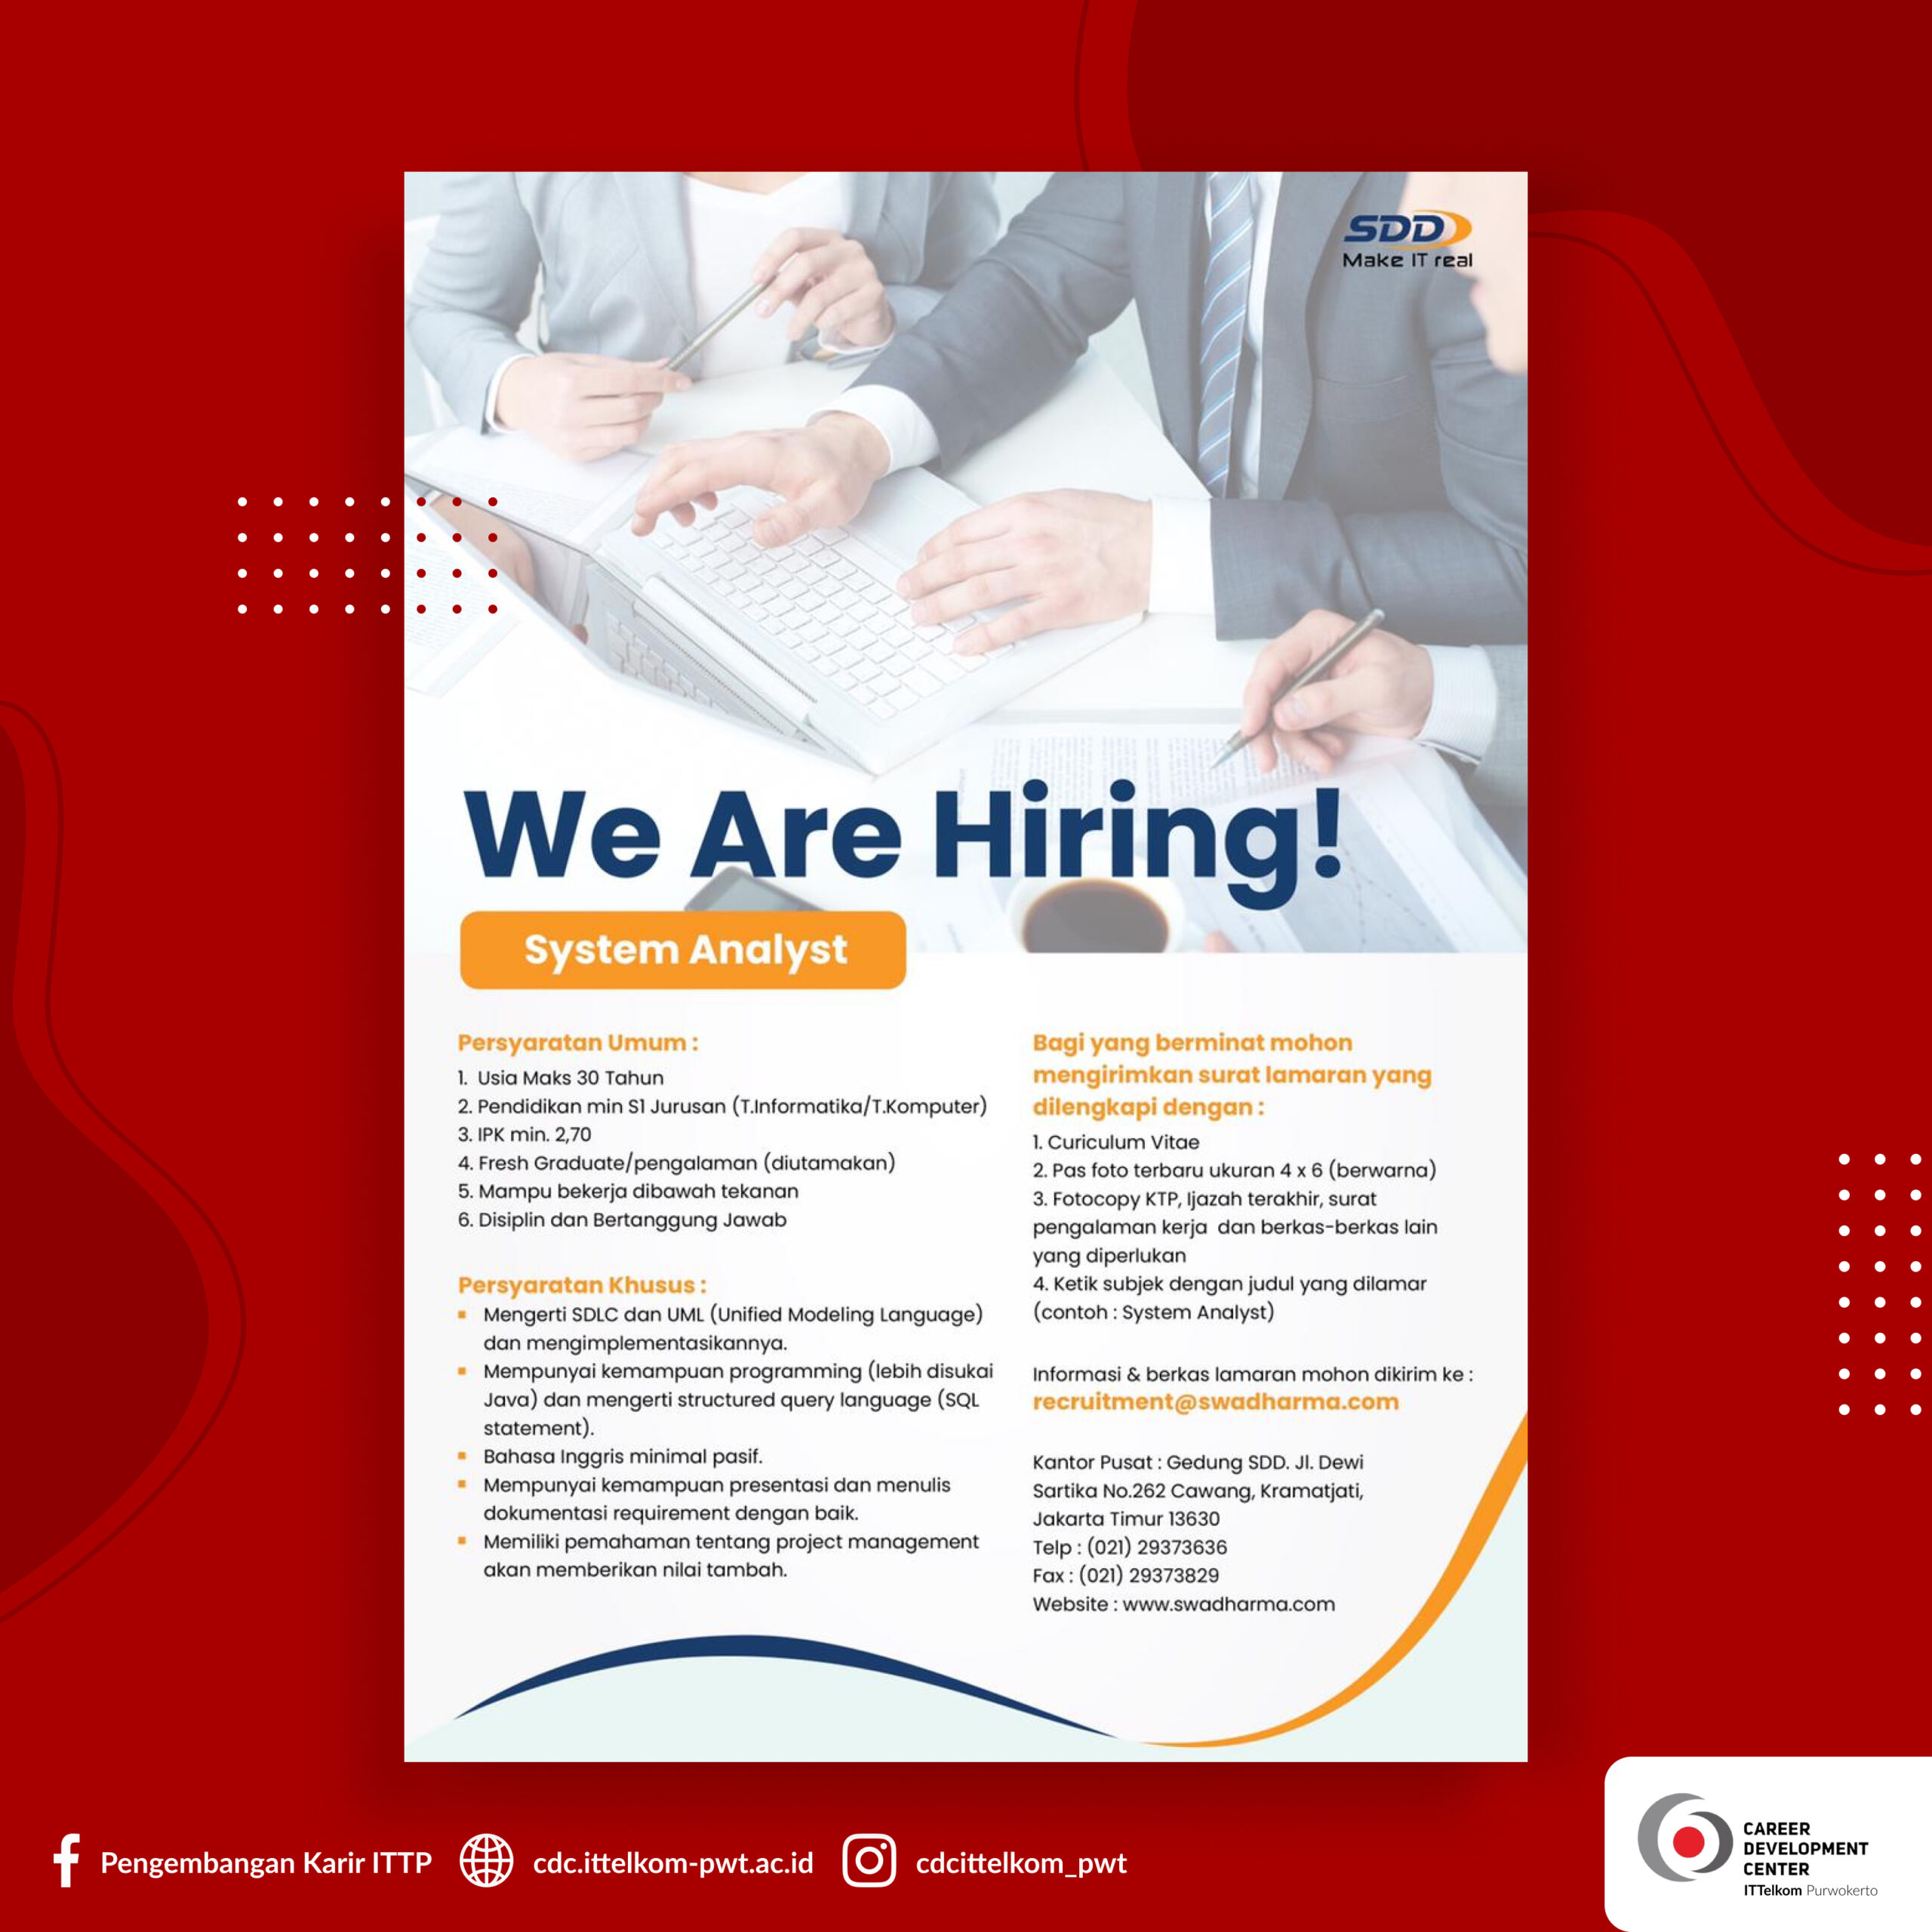 SDD
Make IT real
We Are Hiring!
System Analyst
Persyaratan Umum :
1. Usia Maks 30 Tahun
2. Pendidikan min S1 Jurusan (T.Informatika/T.Komputer)
3. IPK min. 2,70
4. Fresh Graduate/pengalaman (diutamakan)
5. Mampu bekerja dibawah tekanan
6. Disiplin dan Bertanggung Jawab
Persyaratan Khusus :
Mengerti SDLC dan UML (Unified Modeling Language)
dan mengimplementasikannya.
Mempunyai kemampuan programming (lebih disukai
Java) dan mengerti structured query language (SQL
statement).
Bahasa Inggris minimal pasif.
Mempunyai kemampuan presentasi dan menulis
dokumentasi requirement dengan baik.
Memiliki pemahaman tentang project management
akan memberikan nilai tambah.
Bagi yang berminat mohon
mengirimkan surat lamaran yang
dilengkapi dengan :
1. Curiculum Vitae
2. Pas foto terbaru ukuran 4 x 6 (berwarna)
3. Fotocopy KTP, Ijazah terakhir, surat
pengalaman kerja dan berkas-berkas lain
yang diperlukan
4. Ketik subjek dengan judul yang dilamar
(contoh : System Analyst)
Informasi & berkas lamaran mohon dikirim ke :
recruitment@swadharma.com
Kantor Pusat : Gedung SDD. Jl. Dewi
Sartika No.262 Cawang, Kramatjati,
Jakarta Timur 13630
Telp : (021) 29373636
Fax : (021) 29373829
Website : www.swadharma.com
Pengembangan Karir ITTP
cdc.ittelkom-pwt.ac.id
cdcittelkom_pwt
CAREER
DEVELOPMENT
CENTER
ITTelkom Purwokerto